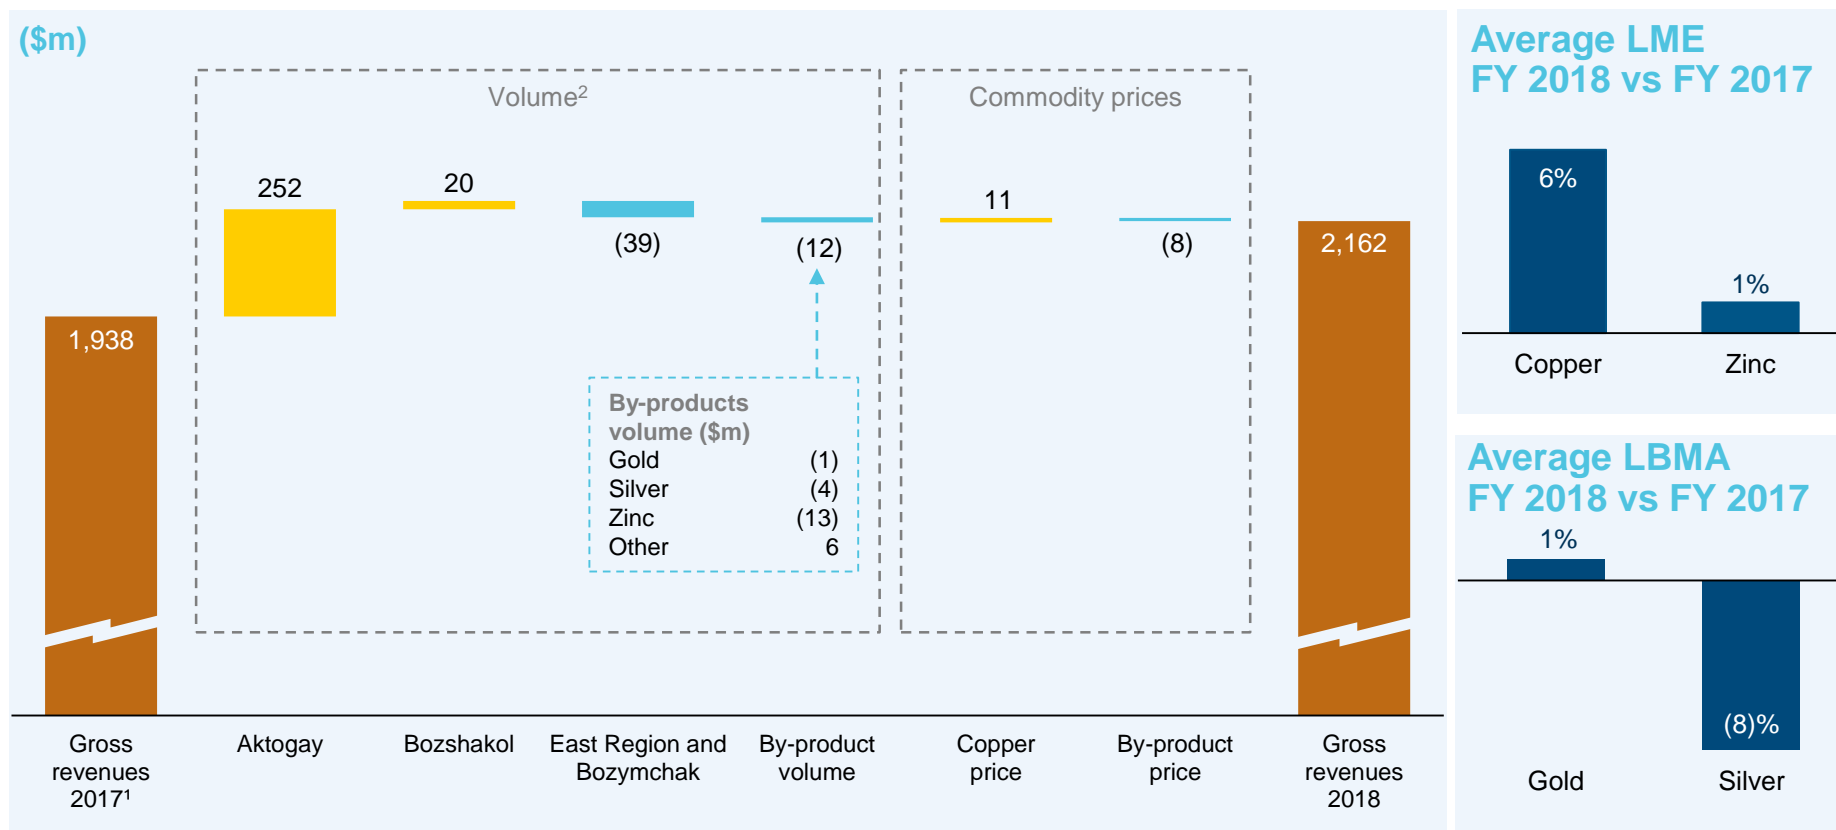 ($m)
Volume²
Commodity prices
252
20
(39)
(12)
11
(8)
1,938
2,162
By-products
volume ($m)
Gold (1)
Silver (4)
Zinc (13)
Other 6
Gross
revenues
2017¹
Aktogay
Bozshakol
East Region and
Bozymchak
By-product
volume
Copper
price
By-product
price
Gross
revenues
2018
Average LME
FY 2018 vs FY 2017
6%
1%
Copper
Zinc
Average LBMA
FY 2018 vs FY 2017
1%
(8)%
Gold
Silver